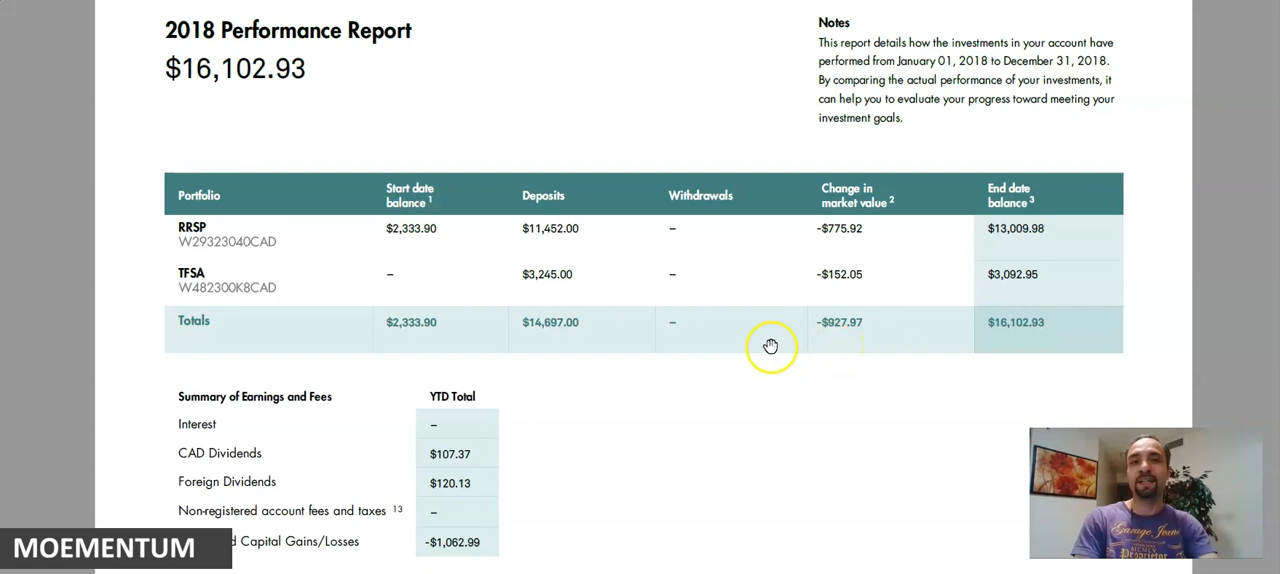 2018 Performance Report
$16,102.93
Notes
This report details how the investments in your account have
performed from January 01, 2018 to December 31, 2018.
By comparing the actual performance of your investments, it
can help you to evaluate your progress toward meeting your
investment goals.
Portfolio Start date balance 1 Deposits Withdrawals Change in market value 2 End date balance 3
RRSP $2,333.90 $11,452.00 – -$775.92 $13,009.98
W29323040CAD
TFSA – $3,245.00 – -$152.05 $3,092.95
W482300K8CAD
Totals $2,333.90 $14,697.00 – -$927.97 $16,102.93
Summary of Earnings and Fees YTD Total
Interest –
CAD Dividends $107.37
Foreign Dividends $120.13
Non-registered account fees and taxes 13 –
d Capital Gains/Losses -$1,062.99
MOEMENTUM
Garage Jeans
Proprietor